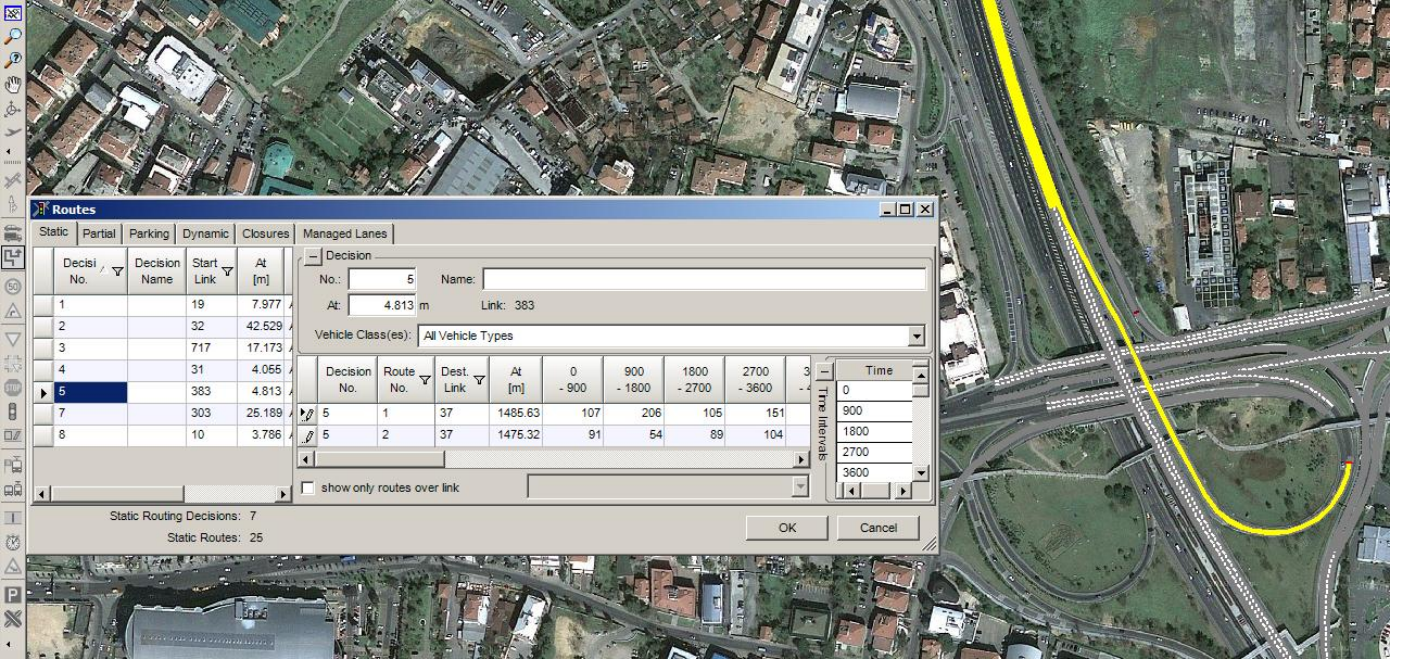 Routes
Static Partial Parking Dynamic Closures Managed Lanes
Decisi No. Decision Name Start Link At [m]
1 19 7.977
2 32 42.529
3 717 17.173
4 31 4.055
5 383 4.813
7 303 25.189
8 10 3.786
Decision
No.: 5 Name:
At: 4.813 m Link: 383
Vehicle Class(es): All Vehicle Types
Decision No. Route No. Dest. Link At [m] 0 - 900 900 - 1800 1800 - 2700 2700 - 3600
5 1 37 1485.63 107 206 105 151
5 2 37 1475.32 91 54 89 104
show only routes over link
Time Intervals
Time
0
900
1800
2700
3600
Static Routing Decisions: 7
Static Routes: 25
OK Cancel
50
STOP
P